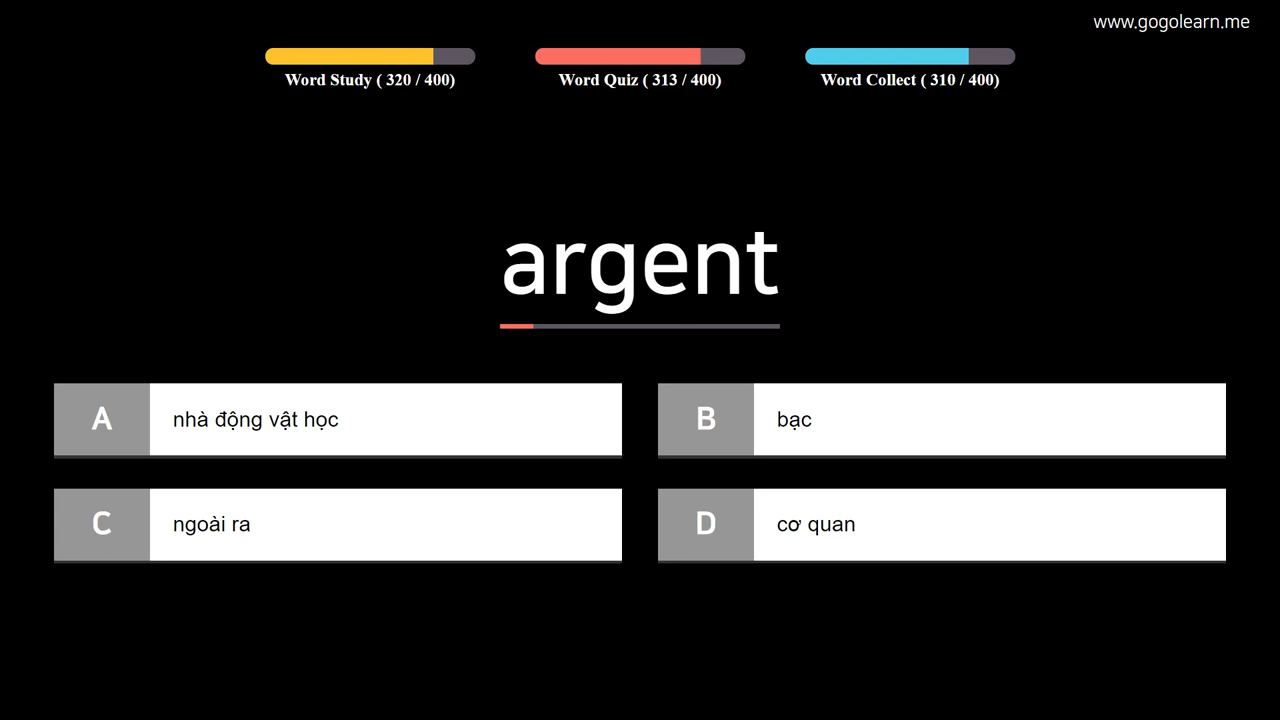 www.gogolearn.me
Word Study ( 320 / 400)
Word Quiz ( 313 / 400)
Word Collect ( 310 / 400)
argent
A
nhà động vật học
B
bạc
C
ngoài ra
D
cơ quan